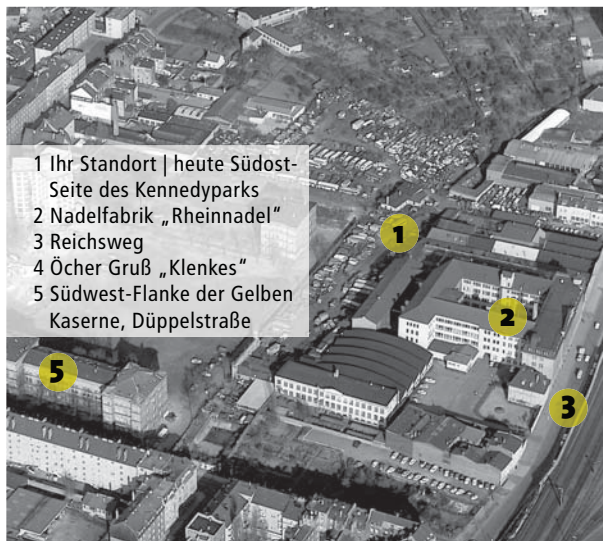 1 Ihr Standort | heute Südost-
Seite des Kennedyparks
2 Nadelfabrik „Rheinnadel“
3 Reichsweg
4 Öcher Gruß „Klenkes“
5 Südwest-Flanke der Gelben
Kaserne, Düppelstraße
1
2
5
3